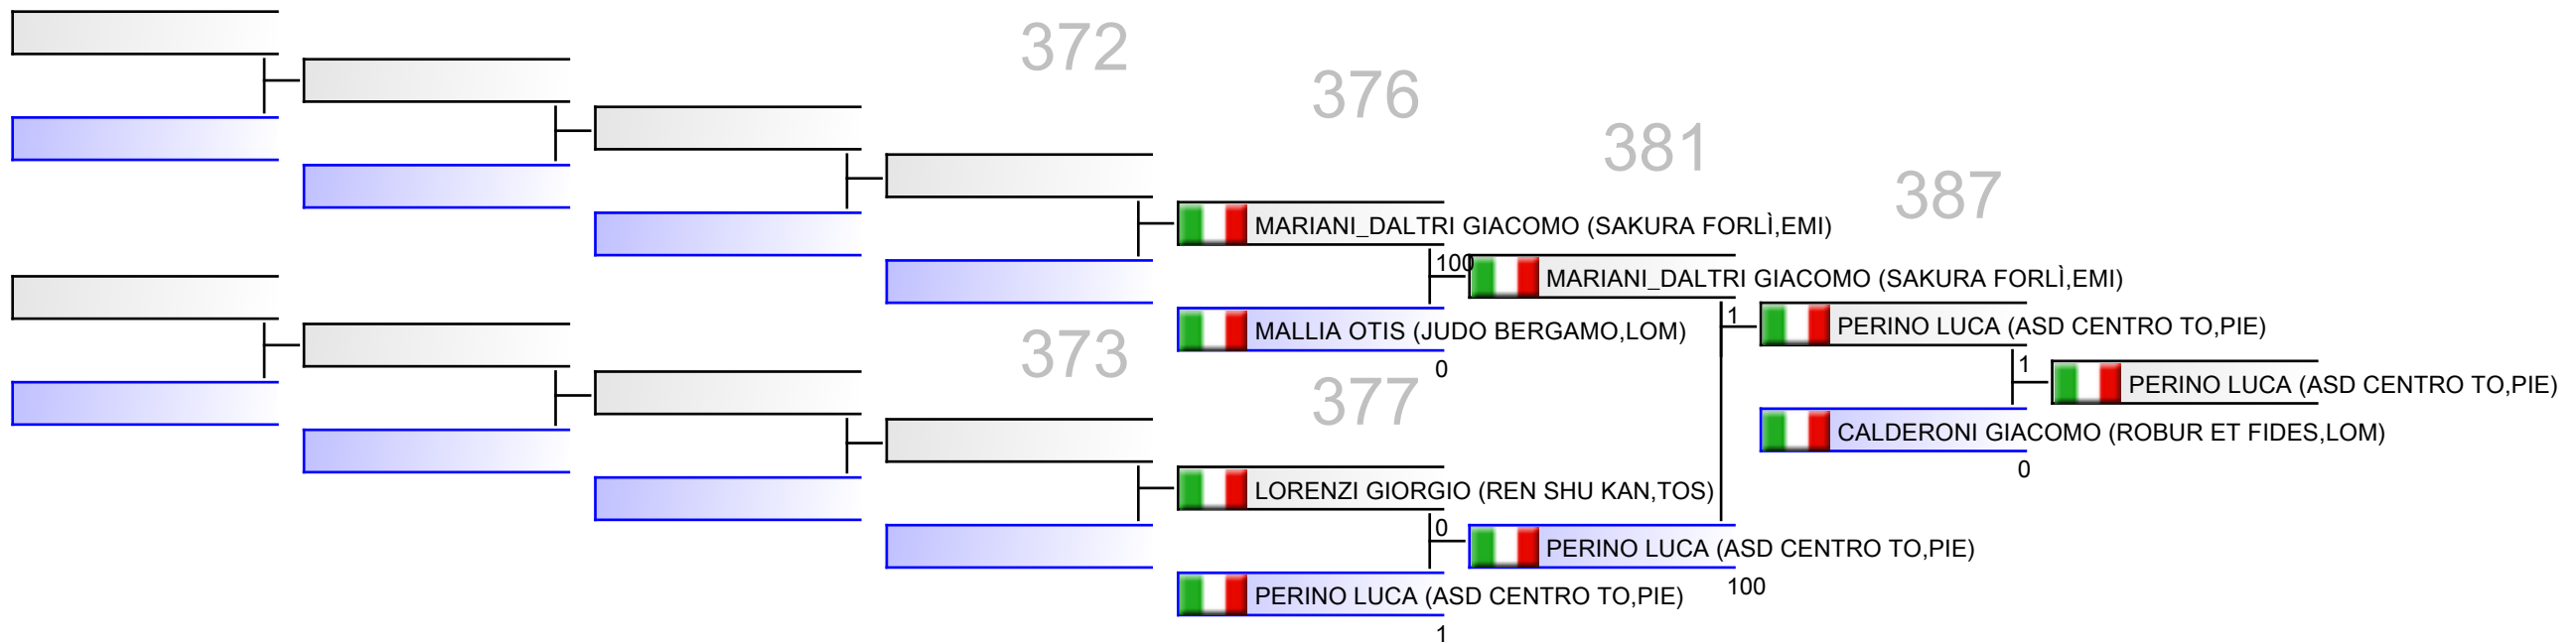 372
376
381
387
MARIANI_DALTRI GIACOMO (SAKURA FORLÌ,EMI)
100
MARIANI_DALTRI GIACOMO (SAKURA FORLÌ,EMI)
MALLIA OTIS (JUDO BERGAMO,LOM)
0
1
PERINO LUCA (ASD CENTRO TO,PIE)
1
PERINO LUCA (ASD CENTRO TO,PIE)
CALDERONI GIACOMO (ROBUR ET FIDES,LOM)
0
373
377
LORENZI GIORGIO (REN SHU KAN,TOS)
0
PERINO LUCA (ASD CENTRO TO,PIE)
100
PERINO LUCA (ASD CENTRO TO,PIE)
1